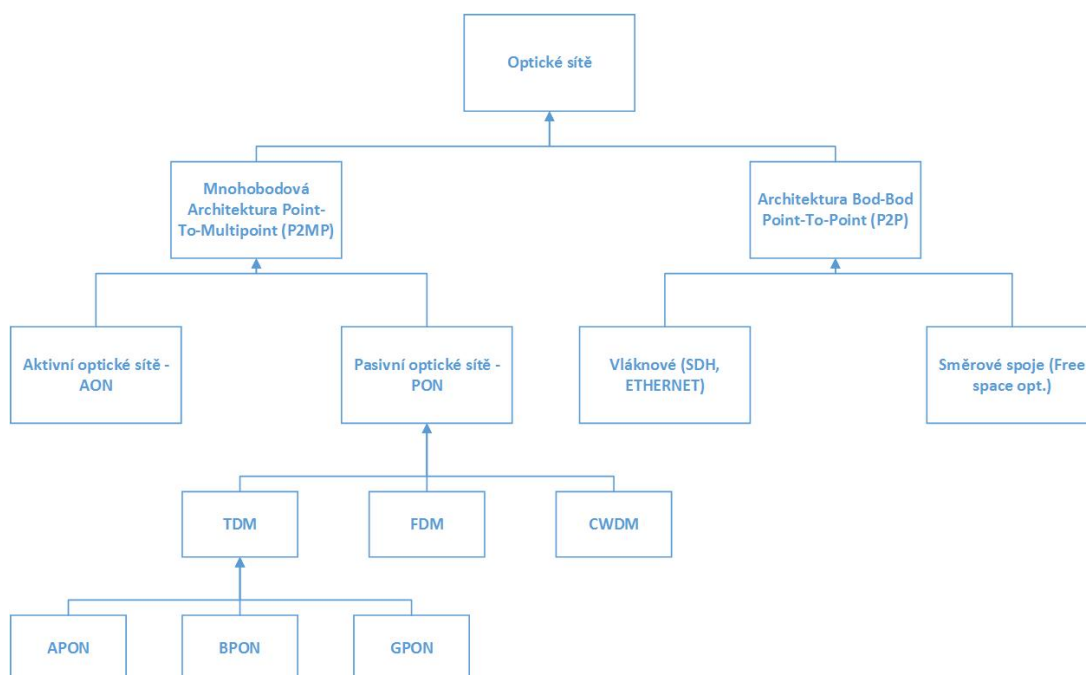 Optické sítě
Mnohobodová
Architektura Point-
To-Multipoint (P2MP)
Architektura Bod-Bod
Point-To-Point (P2P)
Aktivní optické sítě -
AON
Pasivní optické sítě -
PON
Vláknové (SDH,
ETHERNET)
Směrové spoje (Free
space opt.)
TDM
FDM
CWDM
APON
BPON
GPON